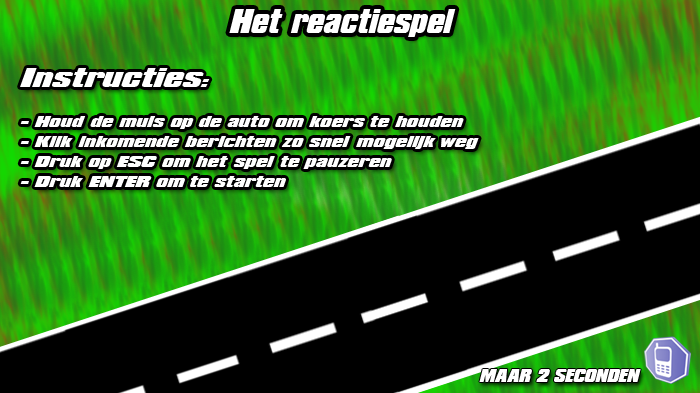 Het reactiespel
Instructies:
- Houd de muis op de auto om koers te houden
- Klik inkomende berichten zo snel mogelijk weg
- Druk op ESC om het spel te pauzeren
- Druk ENTER om te starten
MAAR 2 SECONDEN